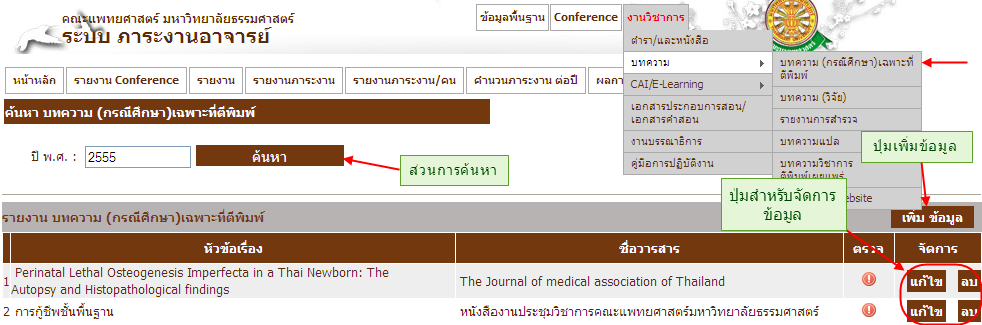 คณะแพทยศาสตร์ มหาวิทยาลัยธรรมศาสตร์
ระบบ ภาระงานอาจารย์
ข้อมูลพื้นฐาน
Conference
งานวิชาการ
ตำรา/และหนังสือ
บทความ
CAI/E-Learning
เอกสารประกอบการสอน/
เอกสารคำสอน
งานบรรณาธิการ
คู่มือการปฏิบัติงาน
บทความ (กรณีศึกษา)เฉพาะที่
ตีพิมพ์
บทความ (วิจัย)
รายงานการสำรวจ
บทความแปล
บทความวิชาการ
ตีพิมพ์เผยแพร่
ebsite
หน้าหลัก
รายงาน Conference
รายงาน
รายงานภาระงาน
รายงานภาระงาน/คน
คำนวนภาระงาน ต่อปี
ผลกา
ค้นหา บทความ (กรณีศึกษา)เฉพาะที่ตีพิมพ์
ปี พ.ศ. : 2555
ค้นหา
ส่วนการค้นหา
ปุ่มเพิ่มข้อมูล
ปุ่มสำหรับจัดการ
ข้อมูล
รายงาน บทความ (กรณีศึกษา)เฉพาะที่ตีพิมพ์
เพิ่ม ข้อมูล
หัวข้อเรื่อง
ชื่อวารสาร
ตรวจ
จัดการ
1 Perinatal Lethal Osteogenesis Imperfecta in a Thai Newborn: The
Autopsy and Histopathological findings
The Journal of medical association of Thailand
แก้ไข
ลบ
2 การกู้ชีพขั้นพื้นฐาน
หนังสืองานประชุมวิชาการคณะแพทยศาสตร์มหาวิทยาลัยธรรมศาสตร์
แก้ไข
ลบ